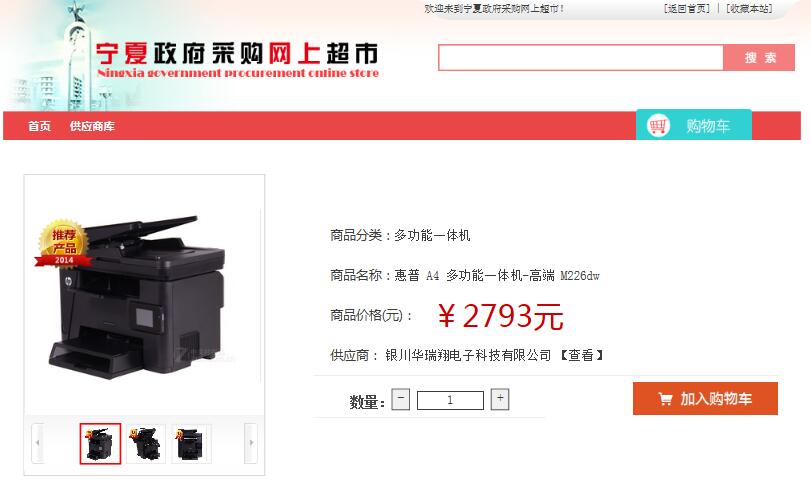 欢迎来到宁夏政府采购网上超市！ [返回首页] | [收藏本站]
宁夏政府采购网上超市
Ningxia government procurement online store
搜 索
首页 供应商库
购物车
推荐
产品
2014
hp
商品分类：多功能一体机
商品名称：惠普 A4 多功能一体机-高端 M226dw
商品价格(元)： ￥2793元
供应商： 银川华瑞翔电子科技有限公司 【查看】
数量： - 1 +
加入购物车